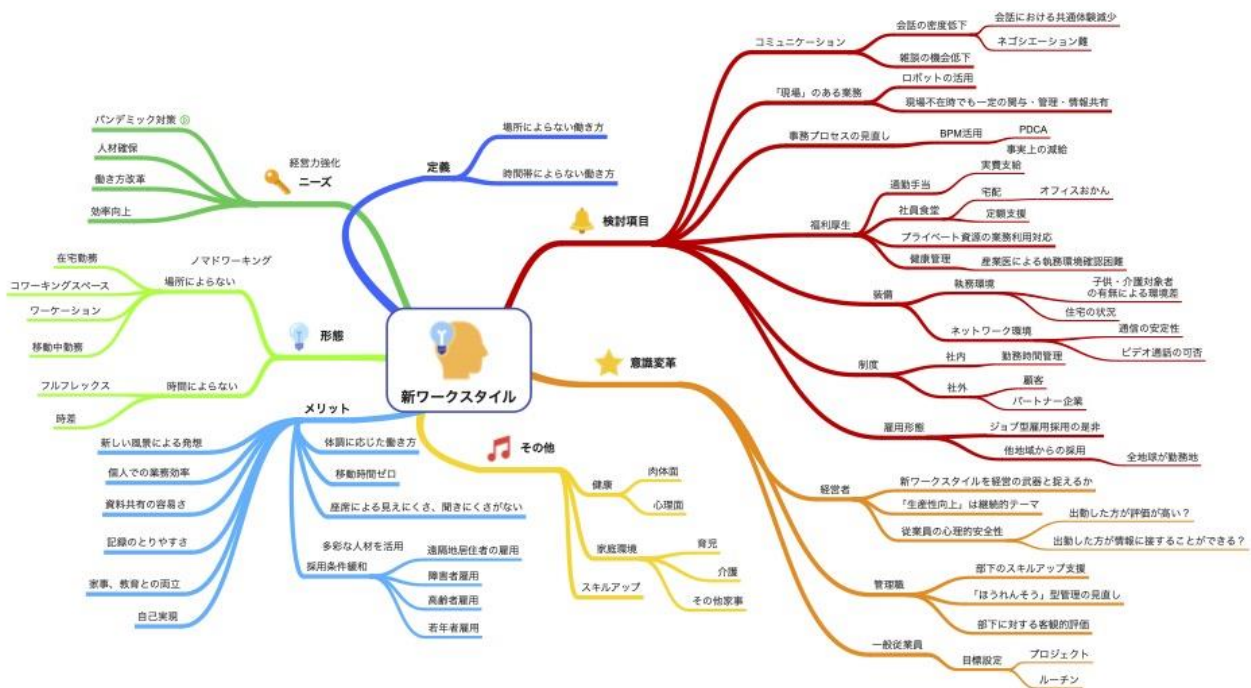 新ワークスタイル
経営力強化
ニーズ
パンデミック対策
人材確保
働き方改革
効率向上
定義
場所によらない働き方
時間帯によらない働き方
形態
ノマドワーキング
場所によらない
在宅勤務
コワーキングスペース
ワーケーション
移動中勤務
時間によらない
フルフレックス
時差
メリット
新しい風景による発想
個人での業務効率
資料共有の容易さ
記録のとりやすさ
家事、教育との両立
自己実現
体調に応じた働き方
移動時間ゼロ
座席による見えにくさ、聞きにくさがない
多彩な人材を活用
採用条件緩和
遠隔地居住者の雇用
障害者雇用
高齢者雇用
若年者雇用
その他
健康
肉体面
心理面
家庭環境
育児
介護
その他家事
スキルアップ
検討項目
コミュニケーション
会話の密度低下
会話における共通体験減少
ネゴシエーション難
雑談の機会低下
「現場」のある業務
ロボットの活用
現場不在時でも一定の関与・管理・情報共有
事務プロセスの見直し
BPM活用
PDCA
福利厚生
通勤手当
事実上の減給
実費支給
社員食堂
宅配
オフィスおかん
定額支援
プライベート資源の業務利用対応
健康管理
産業医による執務環境確認困難
装備
執務環境
子供・介護対象者
の有無による環境差
住宅の状況
ネットワーク環境
通信の安定性
ビデオ通話の可否
制度
社内
勤務時間管理
社外
顧客
パートナー企業
雇用形態
ジョブ型雇用採用の是非
他地域からの採用
全地球が勤務地
意識変革
経営者
新ワークスタイルを経営の武器と捉えるか
「生産性向上」は継続的テーマ
従業員の心理的安全性
出勤した方が評価が高い？
出勤した方が情報に接することができる？
管理職
部下のスキルアップ支援
「ほうれんそう」型管理の見直し
部下に対する客観的評価
一般従業員
目標設定
プロジェクト
ルーチン